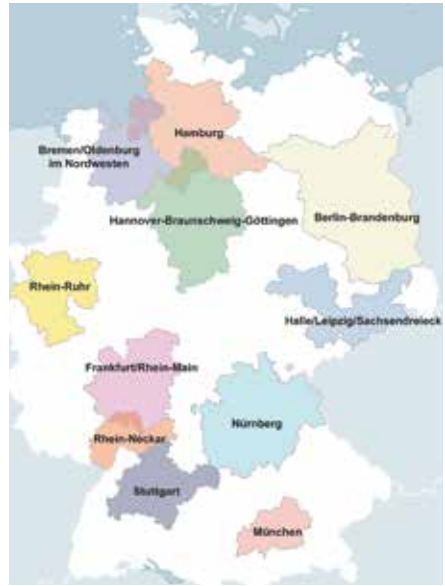 Hamburg
Bremen/Oldenburg
im Nordwesten
Hannover-Braunschweig-Göttingen
Berlin-Brandenburg
Rhein-Ruhr
Halle/Leipzig/Sachsendreieck
Frankfurt/Rhein-Main
Nürnberg
Rhein-Neckar
Stuttgart
München